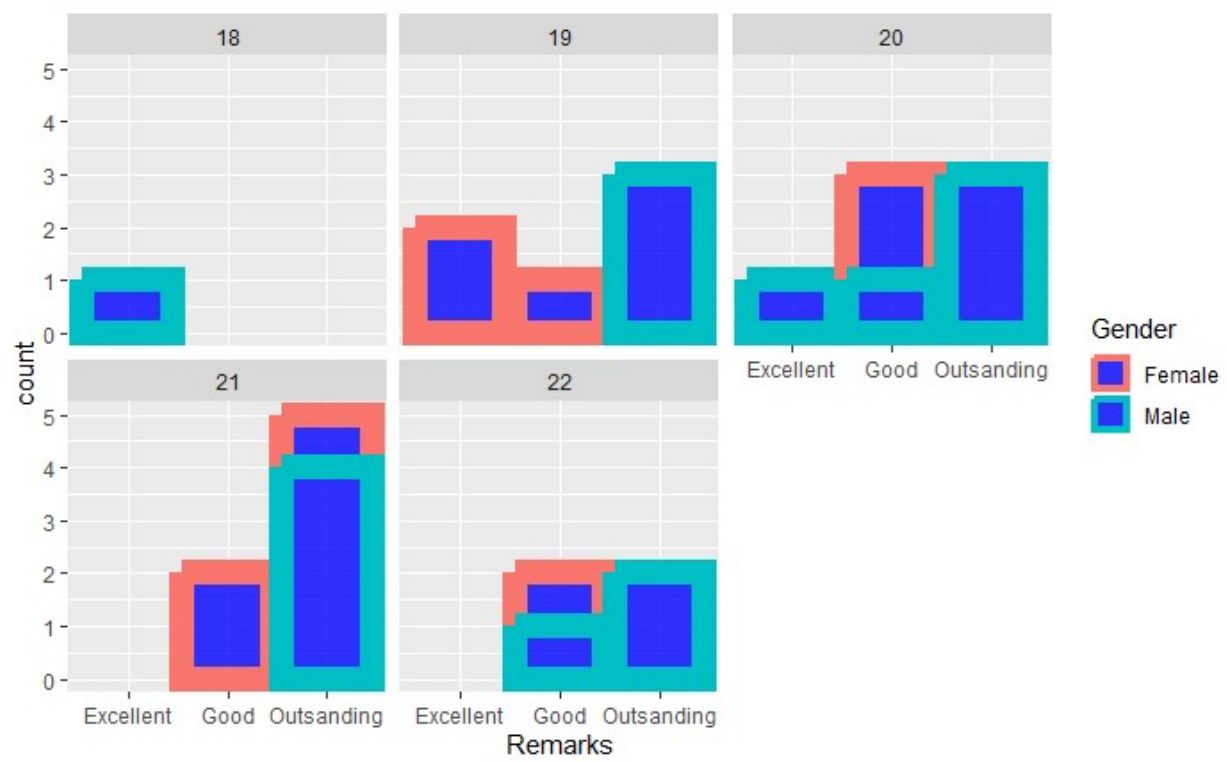 18 19 20
5
4
3
2
1
0
Excellent Good Outsanding
21 22
5
4
3
2
1
0
Excellent Good Outsanding Excellent Good Outsanding
Remarks
count
Gender
Female
Male